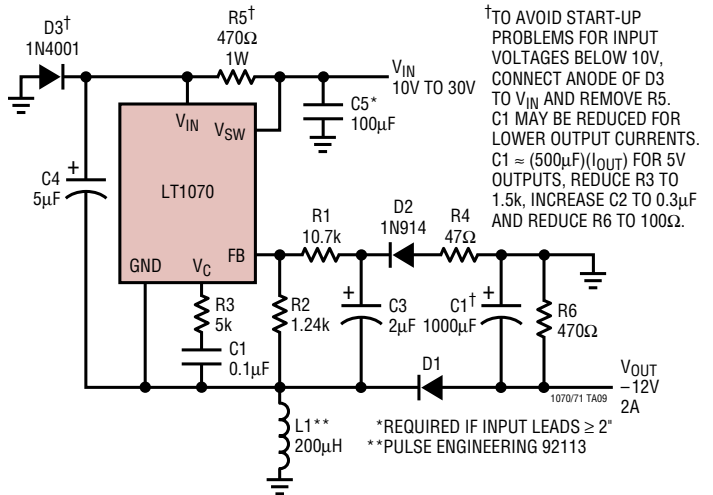 D3†
1N4001
R5†
470Ω
1W
VIN
10V TO 30V
C5*
100µF
†TO AVOID START-UP
PROBLEMS FOR INPUT
VOLTAGES BELOW 10V,
CONNECT ANODE OF D3
TO VIN AND REMOVE R5.
C1 MAY BE REDUCED FOR
LOWER OUTPUT CURRENTS.
C1 ≈ (500µF)(IOUT) FOR 5V
OUTPUTS, REDUCE R3 TO
1.5k, INCREASE C2 TO 0.3µF
AND REDUCE R6 TO 100Ω.
VIN
VSW
LT1070
GND
VC
FB
+
C4
5µF
R1
10.7k
D2
1N914
R4
47Ω
R3
5k
C1
0.1µF
R2
1.24k
+
C3
2µF
+
C1†
1000µF
R6
470Ω
D1
VOUT
–12V
2A
1070/71 TA09
L1**
200µH
*REQUIRED IF INPUT LEADS ≥ 2"
**PULSE ENGINEERING 92113